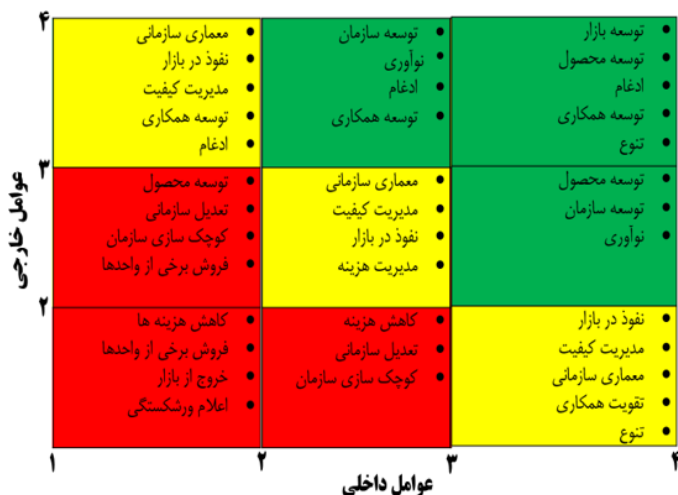 ۴
توسعه بازار
توسعه محصول
ادغام
توسعه همکاری
تنوع
توسعه سازمان
نوآوری
ادغام
توسعه همکاری
معماری سازمانی
نفوذ در بازار
مدیریت کیفیت
توسعه همکاری
ادغام
۳
توسعه محصول
توسعه سازمان
نوآوری
معماری سازمانی
مدیریت کیفیت
نفوذ در بازار
مدیریت هزینه
توسعه محصول
تعدیل سازمانی
کوچک سازی سازمان
فروش برخی از واحدها
عوامل خارجی
۲
نفوذ در بازار
مدیریت کیفیت
معماری سازمانی
تقویت همکاری
تنوع
کاهش هزینه
تعدیل سازمانی
کوچک سازی سازمان
کاهش هزینه ها
فروش برخی از واحدها
خروج از بازار
اعلام ورشکستگی
۱ ۲ ۳ ۴
عوامل داخلی